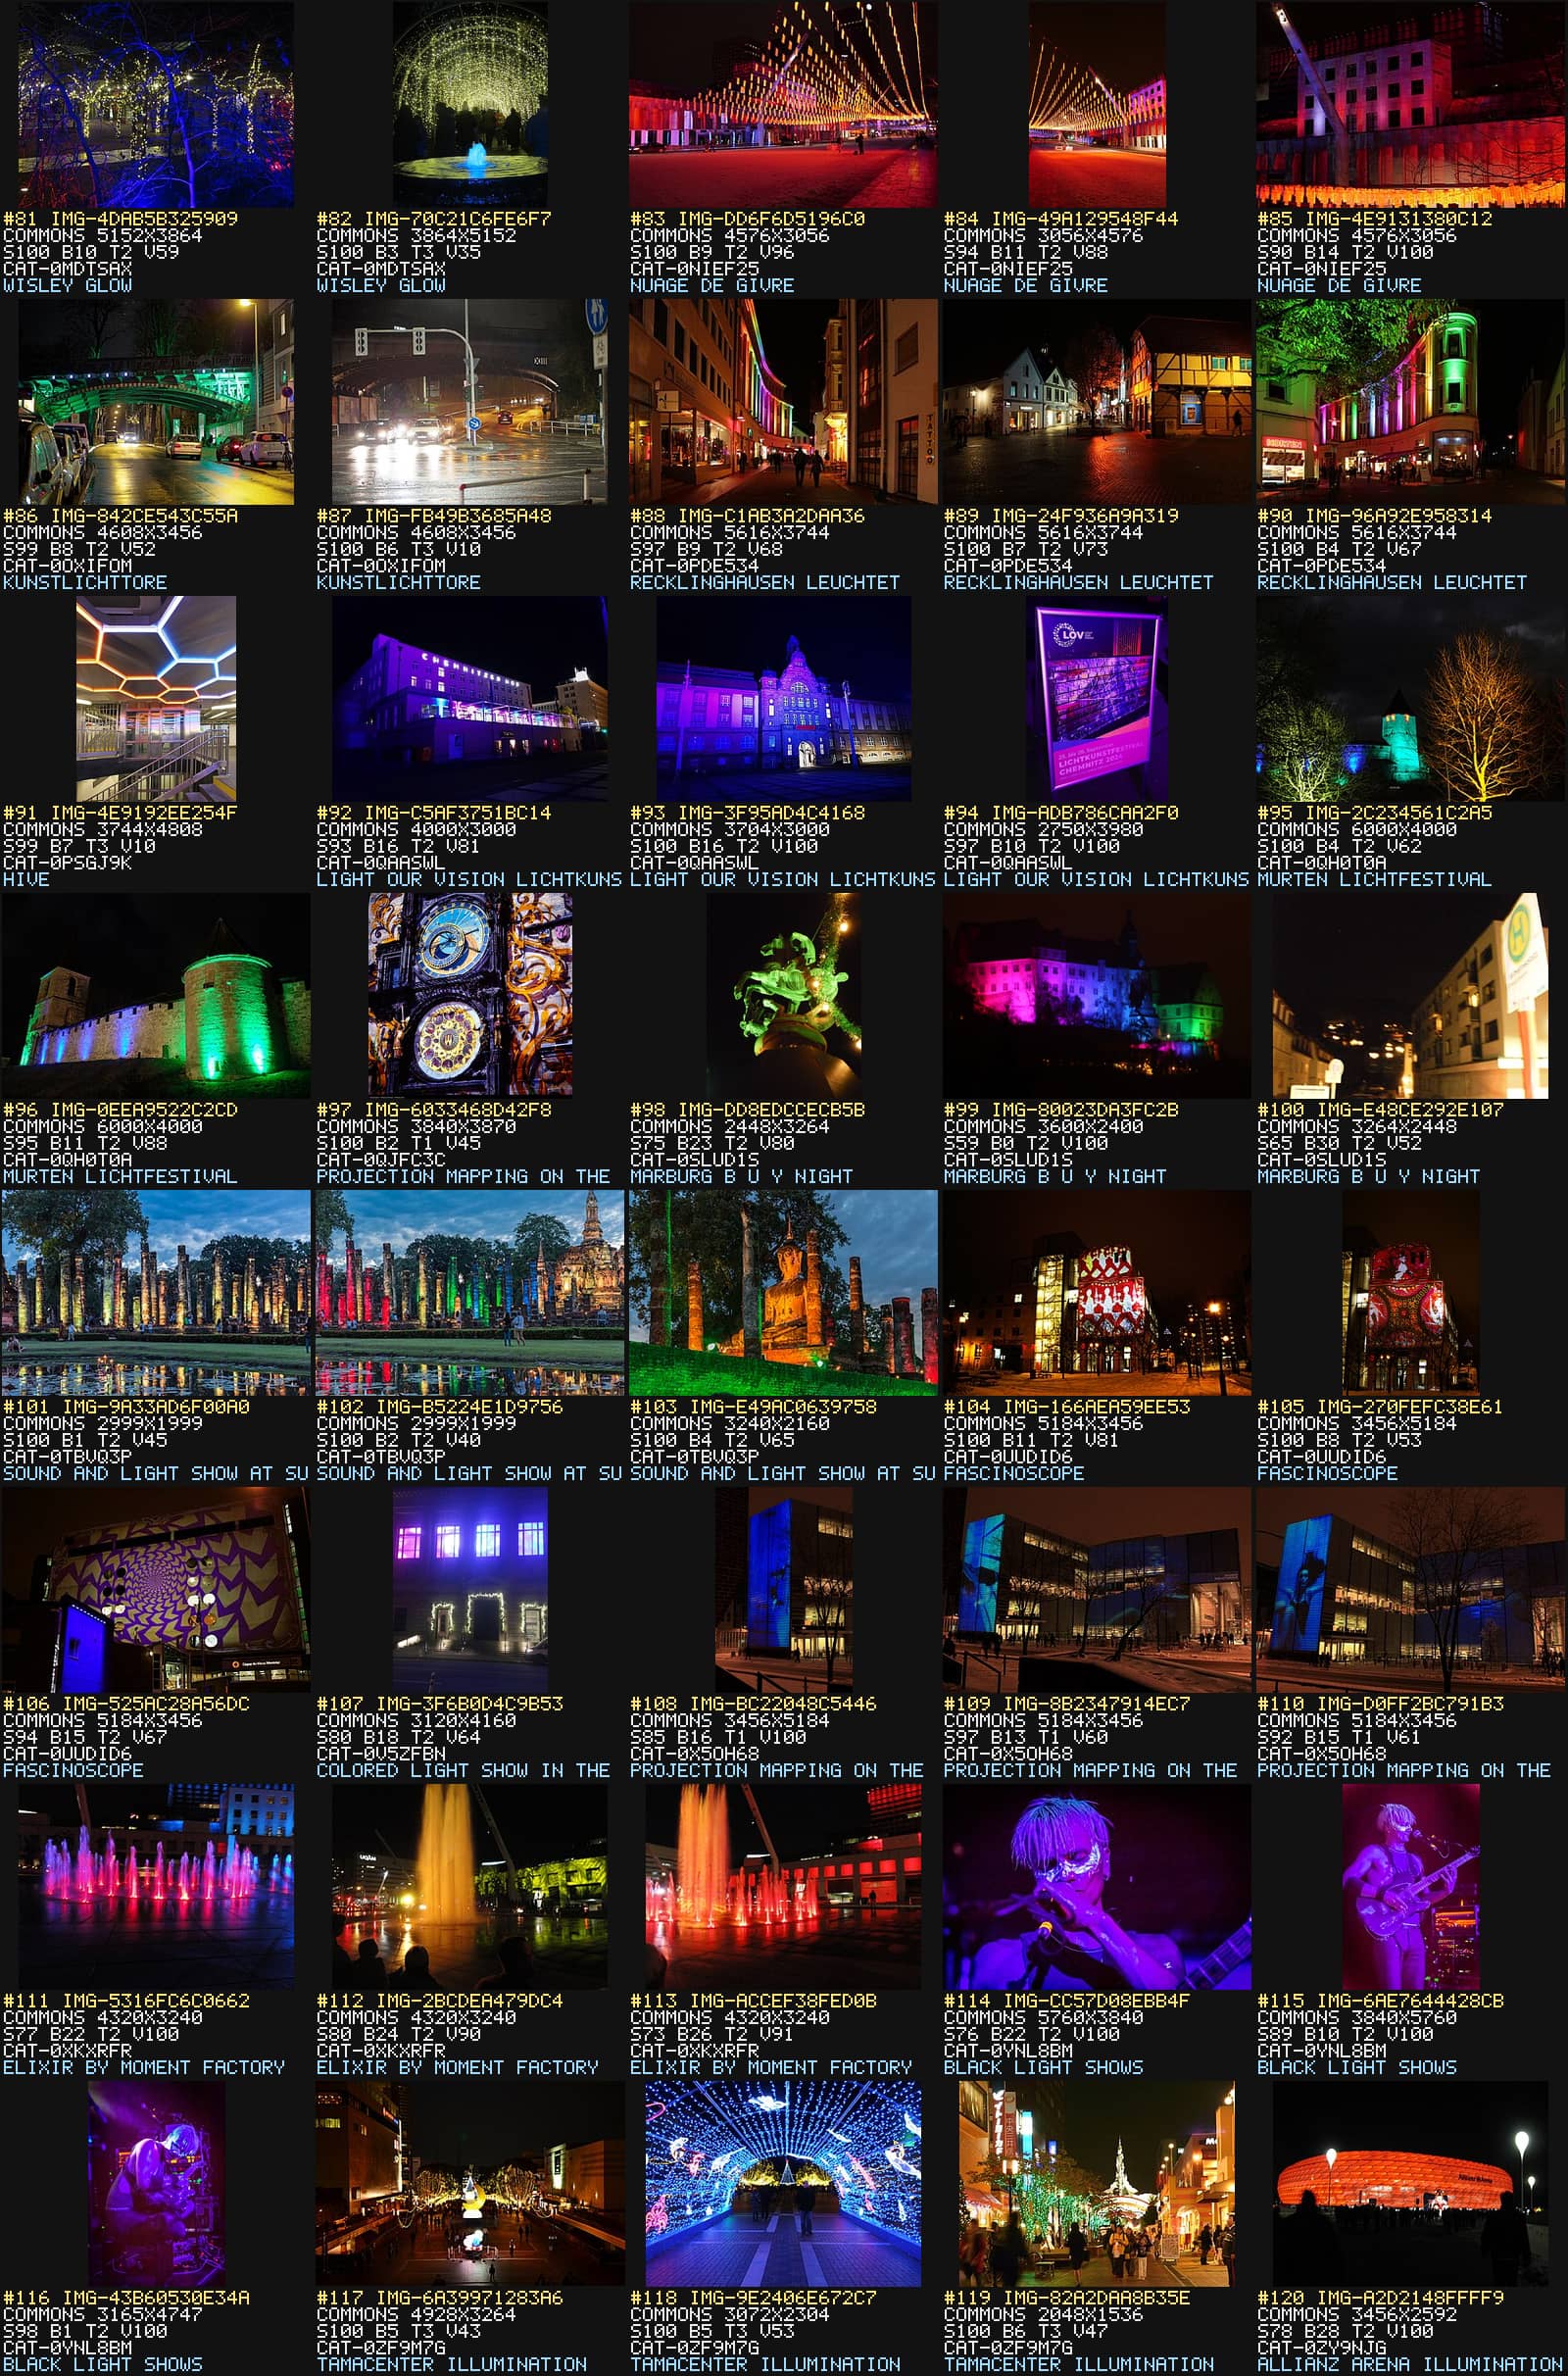 #81 IMG-4DAB5B325909
COMMONS 5152X3864
S100 B10 T2 V59
CAT-0MDTSAX
WISLEY GLOW
#82 IMG-70C21C6FE6F7
COMMONS 3864X5152
S100 B3 T3 V35
CAT-0MDTSAX
WISLEY GLOW
#83 IMG-DD6F6D5196C0
COMMONS 4576X3056
S100 B9 T2 V96
CAT-0NIEF25
NUAGE DE GIVRE
#84 IMG-49A129548F44
COMMONS 3056X4576
S94 B11 T2 V88
CAT-0NIEF25
NUAGE DE GIVRE
#85 IMG-4E9131380C12
COMMONS 4576X3056
S90 B14 T2 V100
CAT-0NIEF25
NUAGE DE GIVRE
#86 IMG-842CE543C55A
COMMONS 4608X3456
S99 B8 T2 V52
CAT-0OXIFOM
KUNSTLICHTTORE
#87 IMG-FB49B3685A48
COMMONS 4608X3456
S100 B6 T3 V10
CAT-0OXIFOM
KUNSTLICHTTORE
TATTOO
#88 IMG-C1AB3A2DAA36
COMMONS 5616X3744
S97 B9 T2 V68
CAT-0PDE534
RECKLINGHAUSEN LEUCHTET
#89 IMG-24F936A9A319
COMMONS 5616X3744
S100 B7 T2 V73
CAT-0PDE534
RECKLINGHAUSEN LEUCHTET
#90 IMG-96A92E958314
COMMONS 5616X3744
S100 B4 T2 V67
CAT-0PDE534
RECKLINGHAUSEN LEUCHTET
#91 IMG-4E9192EE254F
COMMONS 3744X4808
S99 B7 T3 V10
CAT-0PSGJ9K
HIVE
CHEMNITZER HOF
#92 IMG-C5AF3751BC14
COMMONS 4000X3000
S93 B16 T2 V81
CAT-0QAASWL
LIGHT OUR VISION LICHTKUNS
#93 IMG-3F95AD4C4168
COMMONS 3704X3000
S100 B16 T2 V100
CAT-0QAASWL
LIGHT OUR VISION LICHTKUNS
LOV
LICHTKUNSTFESTIVAL
CHEMNITZ 2024
#94 IMG-ADB786CAA2F0
COMMONS 2750X3980
S97 B10 T2 V100
CAT-0QAASWL
LIGHT OUR VISION LICHTKUNS
#95 IMG-2C234561C2A5
COMMONS 6000X4000
S100 B4 T2 V62
CAT-0QH0T0A
MURTEN LICHTFESTIVAL
#96 IMG-0EEA9522C2CD
COMMONS 6000X4000
S95 B11 T2 V88
CAT-0QH0T0A
MURTEN LICHTFESTIVAL
#97 IMG-6033468D42F8
COMMONS 3840X3870
S100 B2 T1 V45
CAT-0QJFC3C
PROJECTION MAPPING ON THE
#98 IMG-DD8EDCCECB5B
COMMONS 2448X3264
S75 B23 T2 V80
CAT-0SLUD1S
MARBURG B U Y NIGHT
#99 IMG-80023DA3FC2B
COMMONS 3600X2400
S59 B0 T2 V100
CAT-0SLUD1S
MARBURG B U Y NIGHT
H
#100 IMG-E48CE292E107
COMMONS 3264X2448
S65 B30 T2 V52
CAT-0SLUD1S
MARBURG B U Y NIGHT
#101 IMG-9A33AD6F00A0
COMMONS 2999X1999
S100 B1 T2 V45
CAT-0TBVQ3P
SOUND AND LIGHT SHOW AT SU
#102 IMG-B5224E1D9756
COMMONS 2999X1999
S100 B2 T2 V40
CAT-0TBVQ3P
SOUND AND LIGHT SHOW AT SU
#103 IMG-E49AC0639758
COMMONS 3240X2160
S100 B4 T2 V65
CAT-0TBVQ3P
SOUND AND LIGHT SHOW AT SU
#104 IMG-166AEA59EE53
COMMONS 5184X3456
S100 B11 T2 V81
CAT-0UUDID6
FASCINOSCOPE
#105 IMG-270FEFC38E61
COMMONS 3456X5184
S100 B8 T2 V53
CAT-0UUDID6
FASCINOSCOPE
#106 IMG-525AC28A56DC
COMMONS 5184X3456
S94 B15 T2 V67
CAT-0UUDID6
FASCINOSCOPE
#107 IMG-3F6B0D4C9B53
COMMONS 3120X4160
S80 B18 T2 V64
CAT-0V5ZFBN
COLORED LIGHT SHOW IN THE
#108 IMG-BC22048C5446
COMMONS 3456X5184
S85 B16 T1 V100
CAT-0X5OH68
PROJECTION MAPPING ON THE
#109 IMG-8B2347914EC7
COMMONS 5184X3456
S97 B13 T1 V60
CAT-0X5OH68
PROJECTION MAPPING ON THE
#110 IMG-D0FF2BC791B3
COMMONS 5184X3456
S92 B15 T1 V61
CAT-0X5OH68
PROJECTION MAPPING ON THE
#111 IMG-5316FC6C0662
COMMONS 4320X3240
S77 B22 T2 V100
CAT-0XKXRFR
ELIXIR BY MOMENT FACTORY
#112 IMG-2BCDEA479DC4
COMMONS 4320X3240
S80 B24 T2 V90
CAT-0XKXRFR
ELIXIR BY MOMENT FACTORY
#113 IMG-ACCEF38FED0B
COMMONS 4320X3240
S73 B26 T2 V91
CAT-0XKXRFR
ELIXIR BY MOMENT FACTORY
#114 IMG-CC57D08EBB4F
COMMONS 5760X3840
S76 B22 T2 V100
CAT-0YNL8BM
BLACK LIGHT SHOWS
#115 IMG-6AE7644428CB
COMMONS 3840X5760
S89 B10 T2 V100
CAT-0YNL8BM
BLACK LIGHT SHOWS
#116 IMG-43B60530E34A
COMMONS 3165X4747
S98 B1 T2 V100
CAT-0YNL8BM
BLACK LIGHT SHOWS
#117 IMG-6A39971283A6
COMMONS 4928X3264
S100 B5 T3 V43
CAT-0ZF9M7G
TAMACENTER ILLUMINATION
#118 IMG-9E2406E672C7
COMMONS 3072X2304
S100 B5 T3 V53
CAT-0ZF9M7G
TAMACENTER ILLUMINATION
#119 IMG-82A2DAA8B35E
COMMONS 2048X1536
S100 B6 T3 V47
CAT-0ZF9M7G
TAMACENTER ILLUMINATION
Allianz Arena
#120 IMG-A2D2148FFFF9
COMMONS 3456X2592
S78 B28 T2 V100
CAT-0ZY9NJG
ALLIANZ ARENA ILLUMINATION